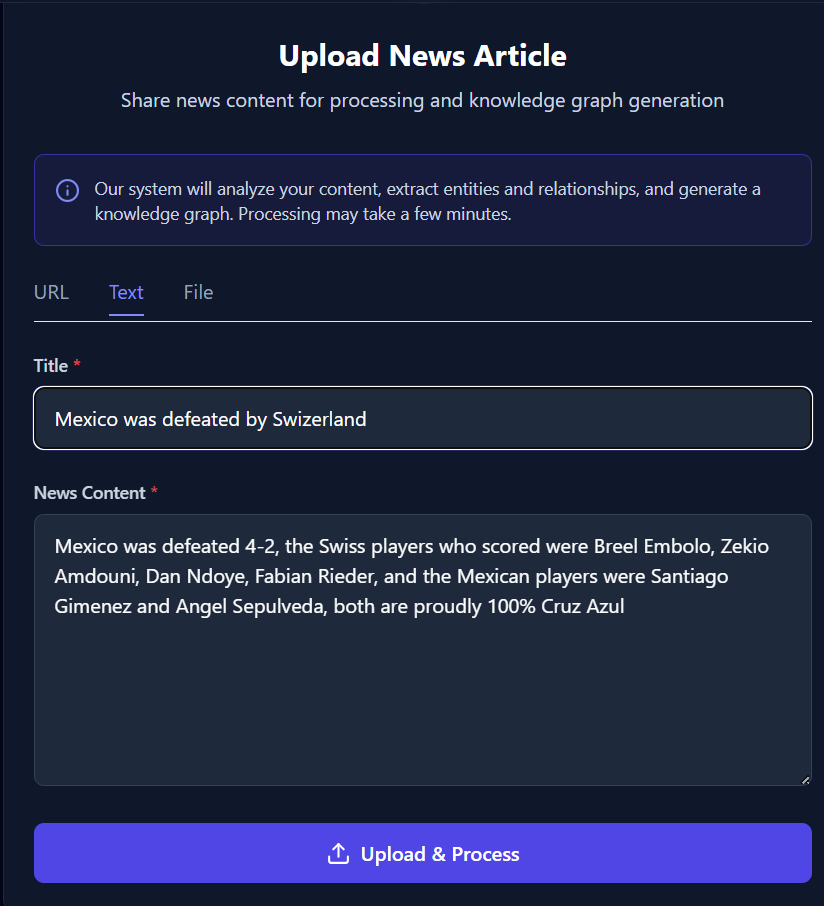 Upload News Article
Share news content for processing and knowledge graph generation
Our system will analyze your content, extract entities and relationships, and generate a
knowledge graph. Processing may take a few minutes.
URL Text File
Title *
Mexico was defeated by Swizerland
News Content *
Mexico was defeated 4-2, the Swiss players who scored were Breel Embolo, Zekio
Amdouni, Dan Ndoye, Fabian Rieder, and the Mexican players were Santiago
Gimenez and Angel Sepulveda, both are proudly 100% Cruz Azul
Upload & Process